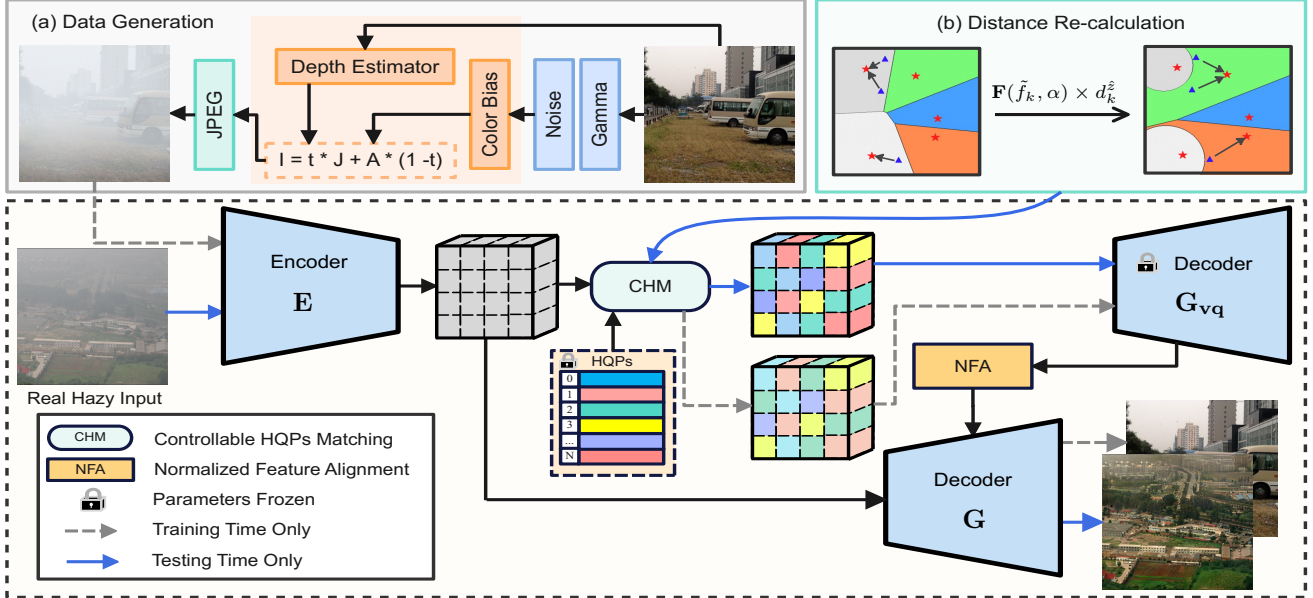 (a) Data Generation
Depth Estimator
JPEG
I = t * J + A * (1 -t)
Color Bias
Noise
Gamma
(b) Distance Re-calculation
𝐅(f̃ₖ, α) × dₖ^ẑ
Encoder
E
CHM
HQPs
0
1
2
3
...
N
Decoder
G_vq
NFA
Decoder
G
Real Hazy Input
CHM Controllable HQPs Matching
NFA Normalized Feature Alignment
Parameters Frozen
Training Time Only
Testing Time Only